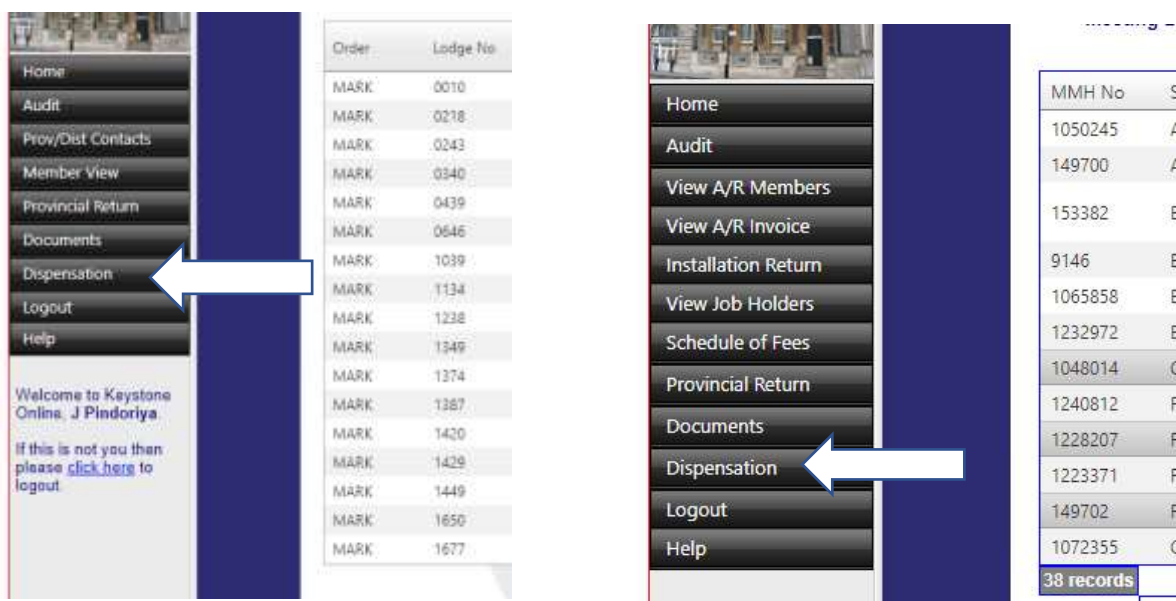 Home
Audit
Prov/Dist Contacts
Member View
Provincial Return
Documents
Dispensation
Logout
Help
Welcome to Keystone
Online, J Pindoriya.
If this is not you then
please click here to
logout.
Order Lodge No
MARK 0010
MARK 0218
MARK 0243
MARK 0340
MARK 0439
MARK 0646
MARK 1039
MARK 1134
MARK 1238
MARK 1349
MARK 1374
MARK 1387
MARK 1420
MARK 1429
MARK 1449
MARK 1650
MARK 1677
Home
Audit
View A/R Members
View A/R Invoice
Installation Return
View Job Holders
Schedule of Fees
Provincial Return
Documents
Dispensation
Logout
Help
MMH No
1050245
149700
153382
9146
1065858
1232972
1048014
1240812
1228207
1223371
149702
1072355
38 records